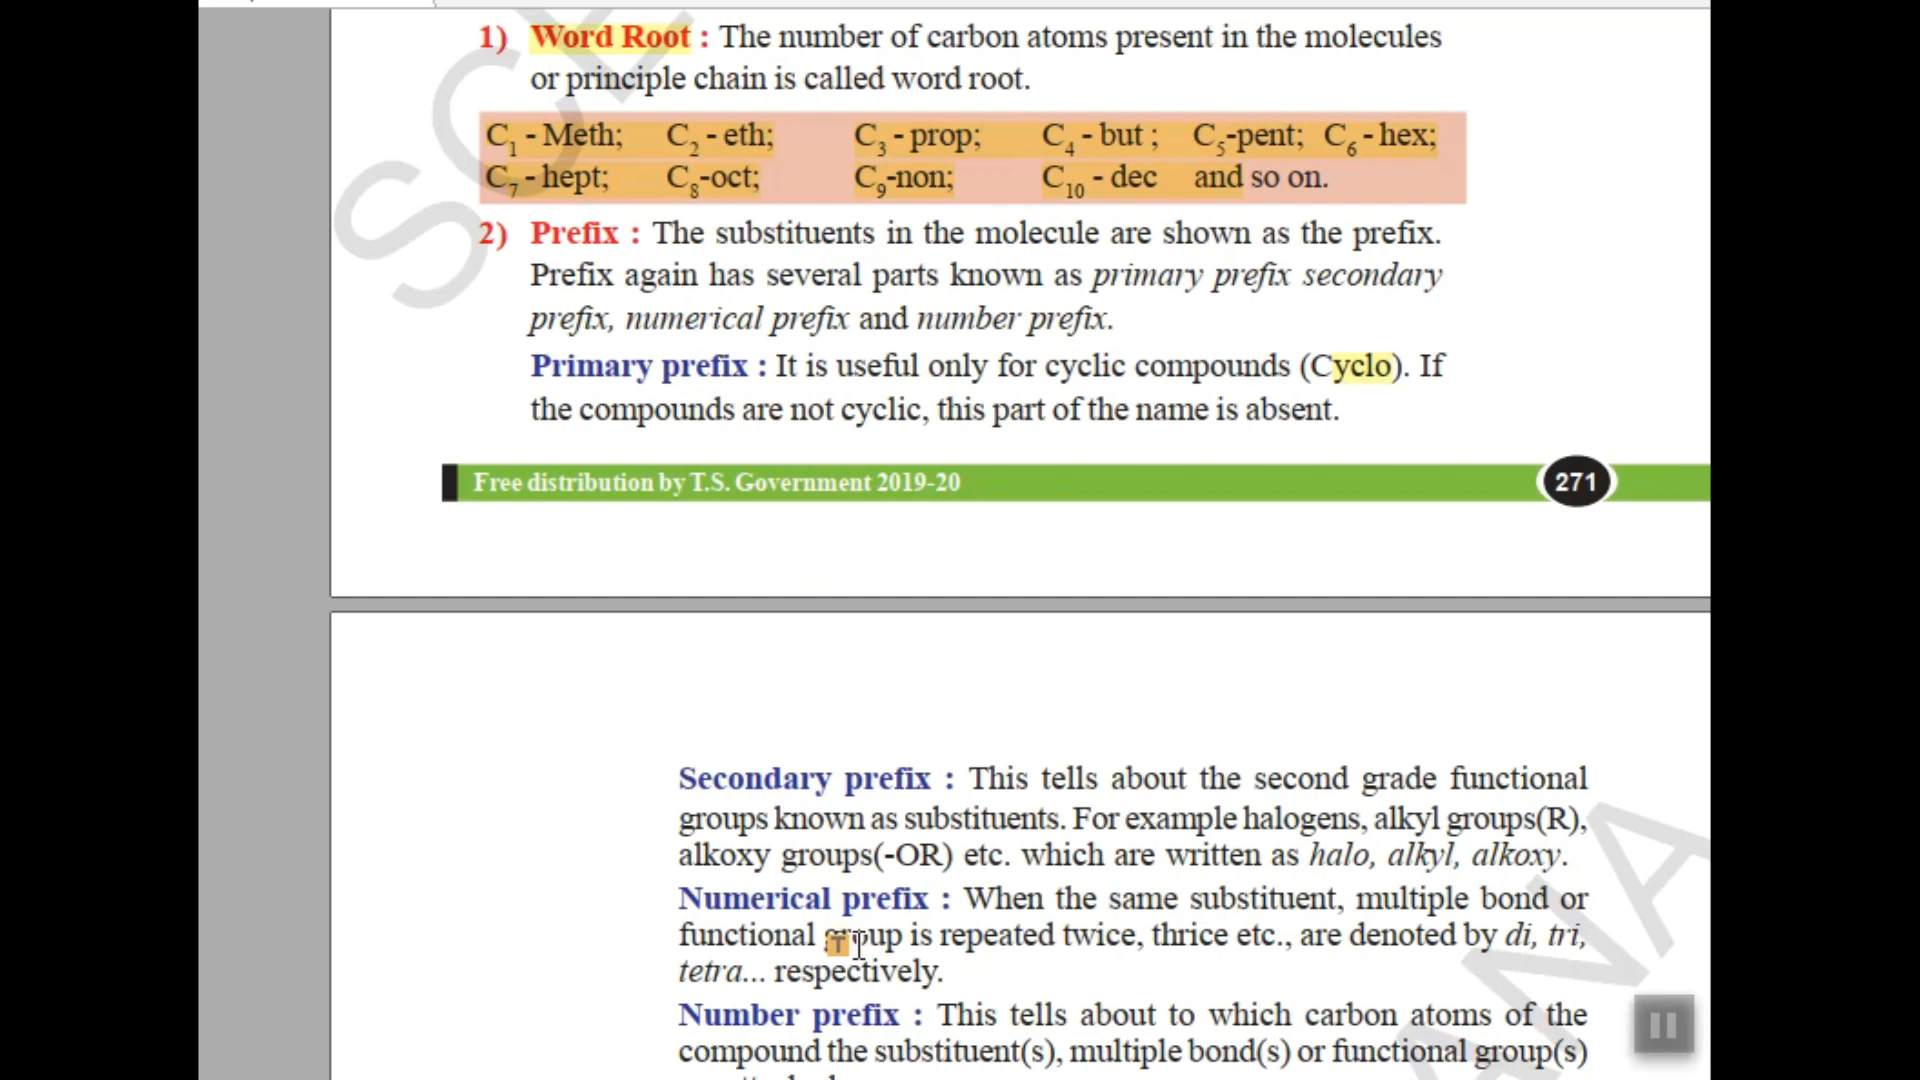 1) Word Root : The number of carbon atoms present in the molecules
or principle chain is called word root.
C1 - Meth; C2 - eth; C3 - prop; C4 - but ; C5-pent; C6 - hex;
C7 - hept; C8-oct; C9-non; C10 - dec and so on.
2) Prefix : The substituents in the molecule are shown as the prefix.
Prefix again has several parts known as primary prefix secondary
prefix, numerical prefix and number prefix.
Primary prefix : It is useful only for cyclic compounds (Cyclo). If
the compounds are not cyclic, this part of the name is absent.
Free distribution by T.S. Government 2019-20 271
Secondary prefix : This tells about the second grade functional
groups known as substituents. For example halogens, alkyl groups(R),
alkoxy groups(-OR) etc. which are written as halo, alkyl, alkoxy.
Numerical prefix : When the same substituent, multiple bond or
functional group is repeated twice, thrice etc., are denoted by di, tri,
tetra... respectively.
Number prefix : This tells about to which carbon atoms of the
compound the substituent(s), multiple bond(s) or functional group(s)